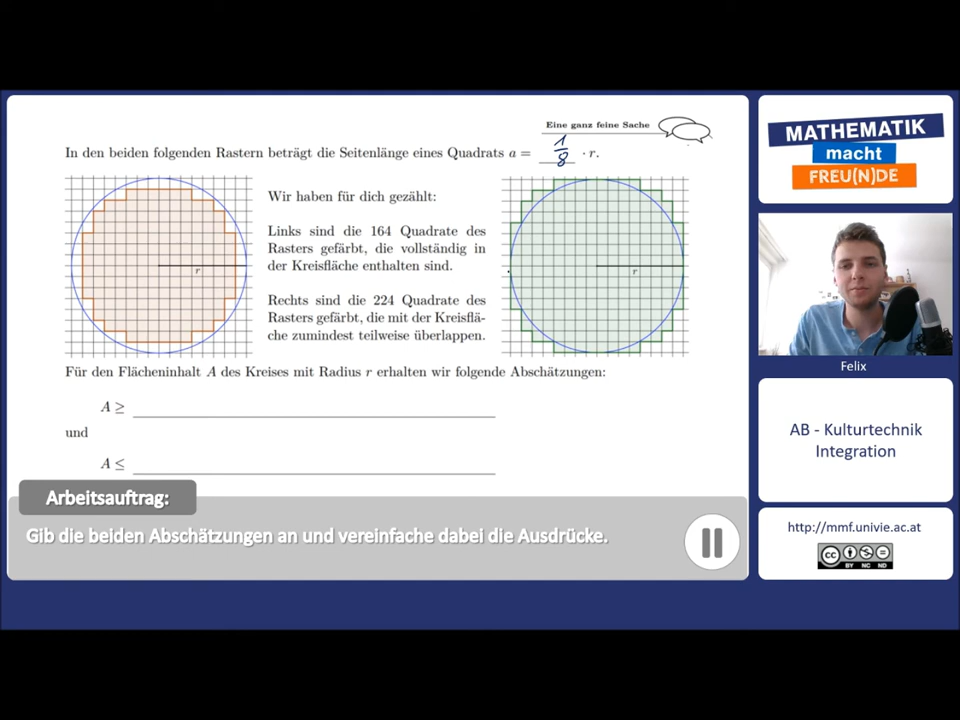 Eine ganz feine Sache
In den beiden folgenden Rastern beträgt die Seitenlänge eines Quadrats a = 1/8 · r.
Wir haben für dich gezählt:
Links sind die 164 Quadrate des
Rasters gefärbt, die vollständig in
der Kreisfläche enthalten sind.
Rechts sind die 224 Quadrate des
Rasters gefärbt, die mit der Kreisflä-
che zumindest teilweise überlappen.
r
r
Für den Flächeninhalt A des Kreises mit Radius r erhalten wir folgende Abschätzungen:
A ≥
und
A ≤
Arbeitsauftrag:
Gib die beiden Abschätzungen an und vereinfache dabei die Ausdrücke.
MATHEMATIK
macht
FREU(N)DE
Felix
AB - Kulturtechnik
Integration
http://mmf.univie.ac.at
CC
BY NC ND